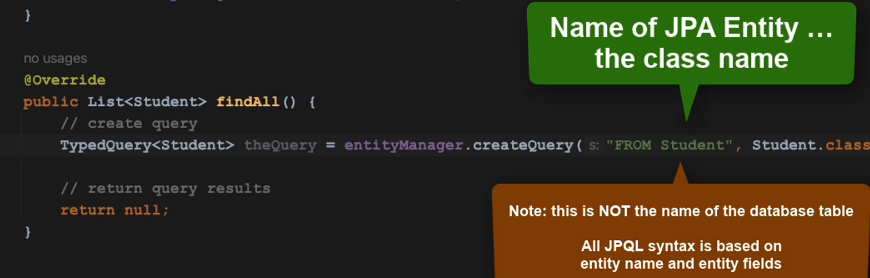 }
Name of JPA Entity ...
the class name
no usages
@Override
public List<Student> findAll() {
// create query
TypedQuery<Student> theQuery = entityManager.createQuery( s: "FROM Student", Student.class
// return query results
return null;
}
Note: this is NOT the name of the database table
All JPQL syntax is based on
entity name and entity fields